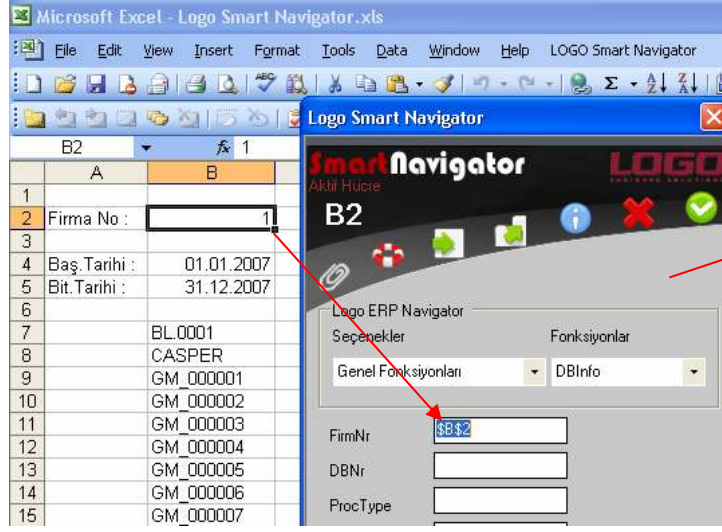 Microsoft Excel - Logo Smart Navigator.xls
File Edit View Insert Format Tools Data Window Help LOGO Smart Navigator
B2 fx 1
A B
1
2 Firma No : 1
3
4 Baş.Tarihi : 01.01.2007
5 Bit.Tarihi : 31.12.2007
6
7 BL.0001
8 CASPER
9 GM_000001
10 GM_000002
11 GM_000003
12 GM_000004
13 GM_000005
14 GM_000006
15 GM_000007
Logo Smart Navigator
SmartNavigator LOGO
BUSINESS SOLUTIONS
Aktif Hücre
B2
Logo ERP Navigator
Seçenekler Fonksiyonlar
Genel Fonksiyonları DBInfo
FirmNr $B$2
DBNr
ProcType